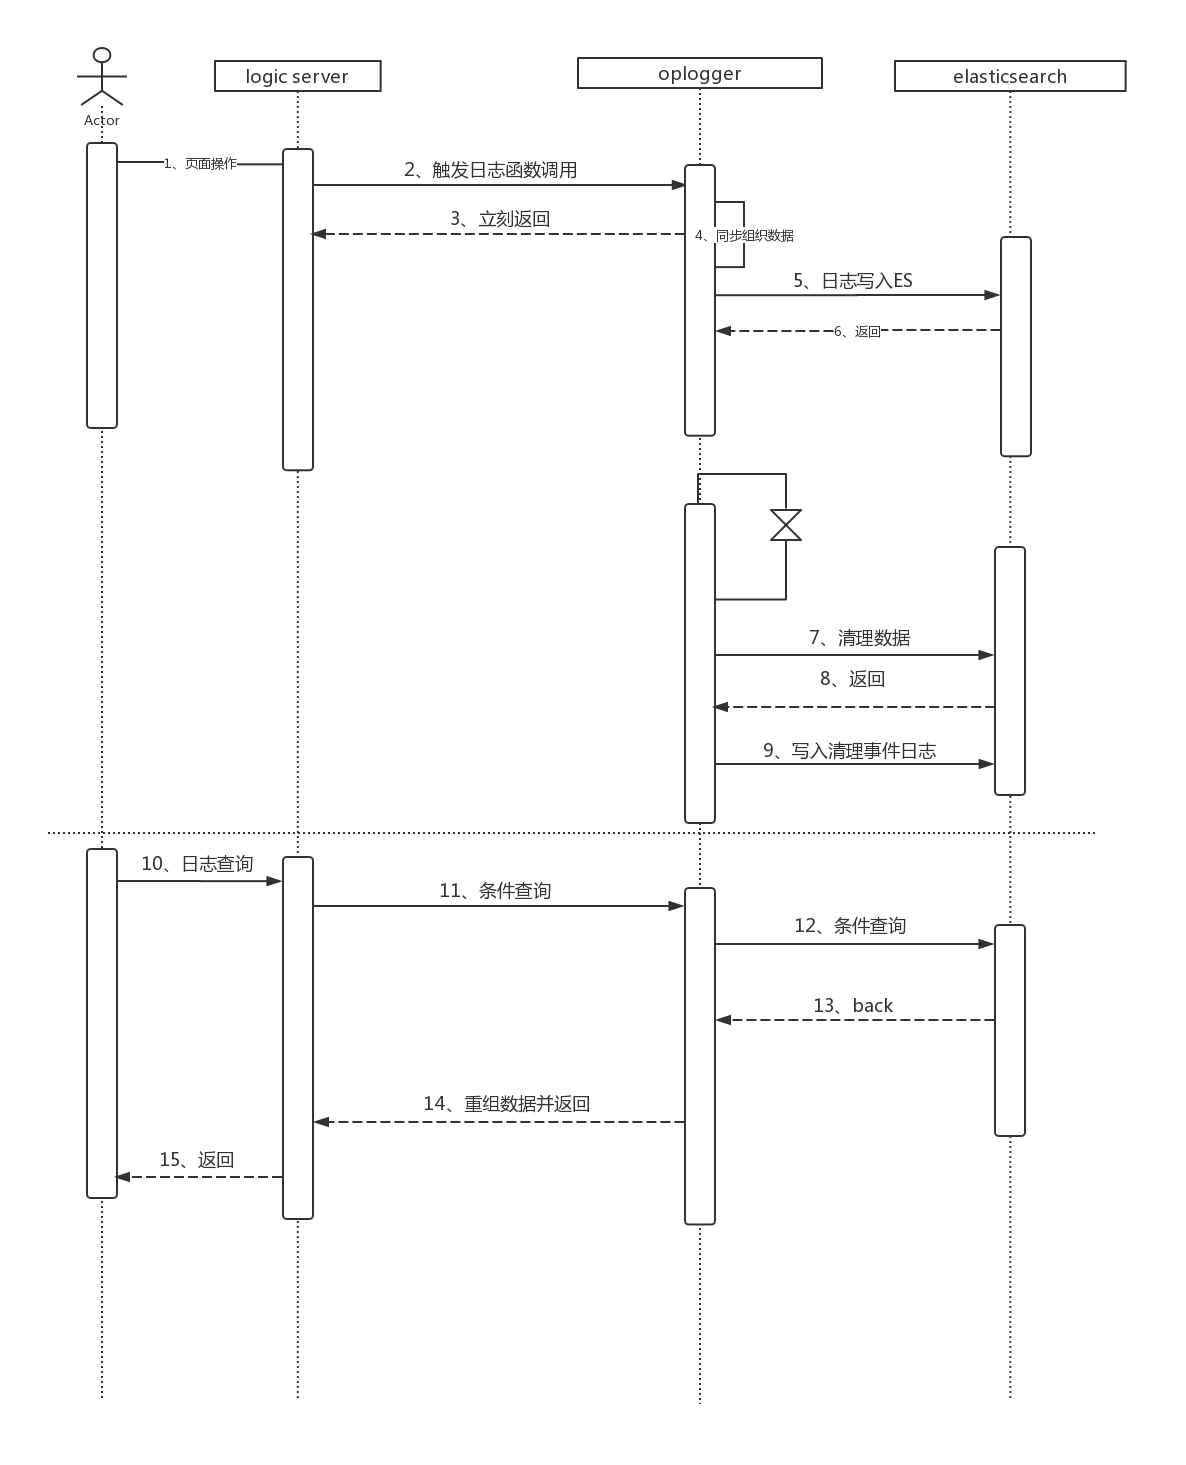 Actor
logic server
oplogger
elasticsearch
1、页面操作
2、触发日志函数调用
3、立刻返回
4、同步组织数据
5、日志写入ES
6、返回
7、清理数据
8、返回
9、写入清理事件日志
10、日志查询
11、条件查询
12、条件查询
13、back
14、重组数据并返回
15、返回